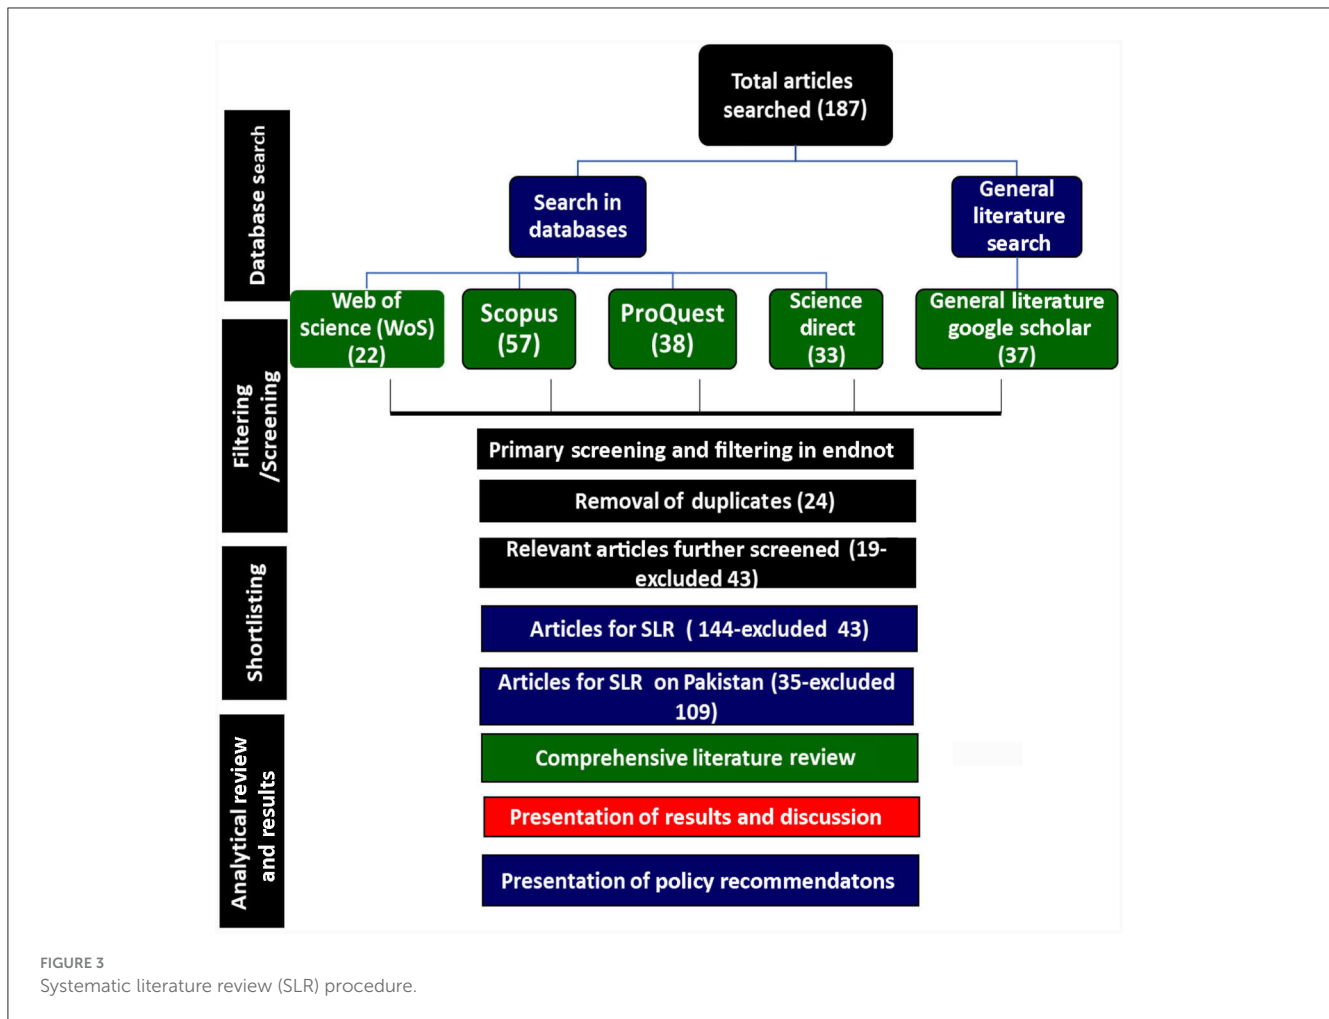 Total articles
searched (187)
Database search
Search in
databases
General
literature
search
Web of
science (WoS)
(22)
Scopus
(57)
ProQuest
(38)
Science
direct
(33)
General literature
google scholar
(37)
Filtering
/Screening
Primary screening and filtering in endnot
Removal of duplicates (24)
Relevant articles further screened (19-
excluded 43)
Shortlisting
Articles for SLR ( 144-excluded 43)
Articles for SLR on Pakistan (35-excluded
109)
Analytical review
and results
Comprehensive literature review
Presentation of results and discussion
Presentation of policy recommendatons
FIGURE 3
Systematic literature review (SLR) procedure.